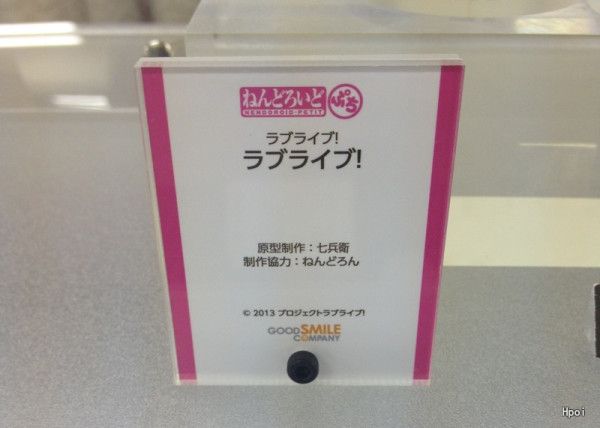 ねんどろいど ぷち
NENDOROID-PETIT
ラブライブ!
ラブライブ!
原型制作：七兵衛
制作協力：ねんどろん
© 2013 プロジェクトラブライブ!
GOOD SMILE
COMPANY
Hpoi